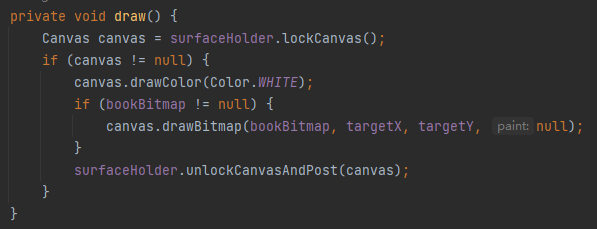 private void draw() {
    Canvas canvas = surfaceHolder.lockCanvas();
    if (canvas != null) {
        canvas.drawColor(Color.WHITE);
        if (bookBitmap != null) {
            canvas.drawBitmap(bookBitmap, targetX, targetY, paint: null);
        }
        surfaceHolder.unlockCanvasAndPost(canvas);
    }
}